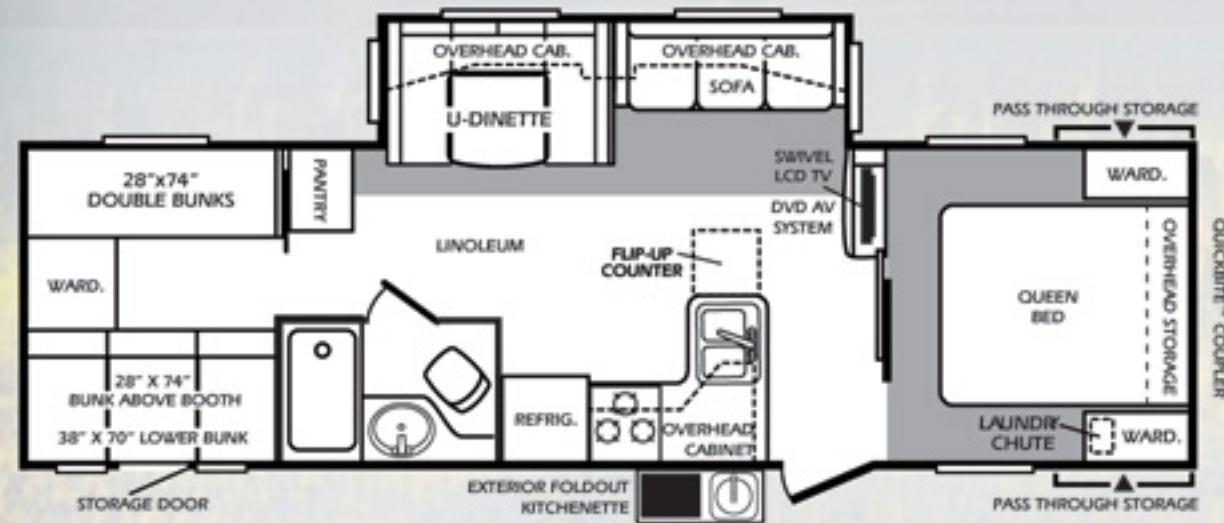 OVERHEAD CAB.
OVERHEAD CAB.
SOFA
U-DINETTE
PASS THROUGH STORAGE
28"x74"
DOUBLE BUNKS
PANTRY
SWIVEL
LCD TV
DVD AV
SYSTEM
WARD.
LINOLEUM
FLIP-UP
COUNTER
WARD.
QUEEN
BED
OVERHEAD STORAGE
QUICKBITE™ COUPLER
28" X 74"
BUNK ABOVE BOOTH
38" X 70" LOWER BUNK
REFRIG.
OVERHEAD
CABINET
LAUNDRY
CHUTE
WARD.
STORAGE DOOR
EXTERIOR FOLDOUT
KITCHENETTE
PASS THROUGH STORAGE